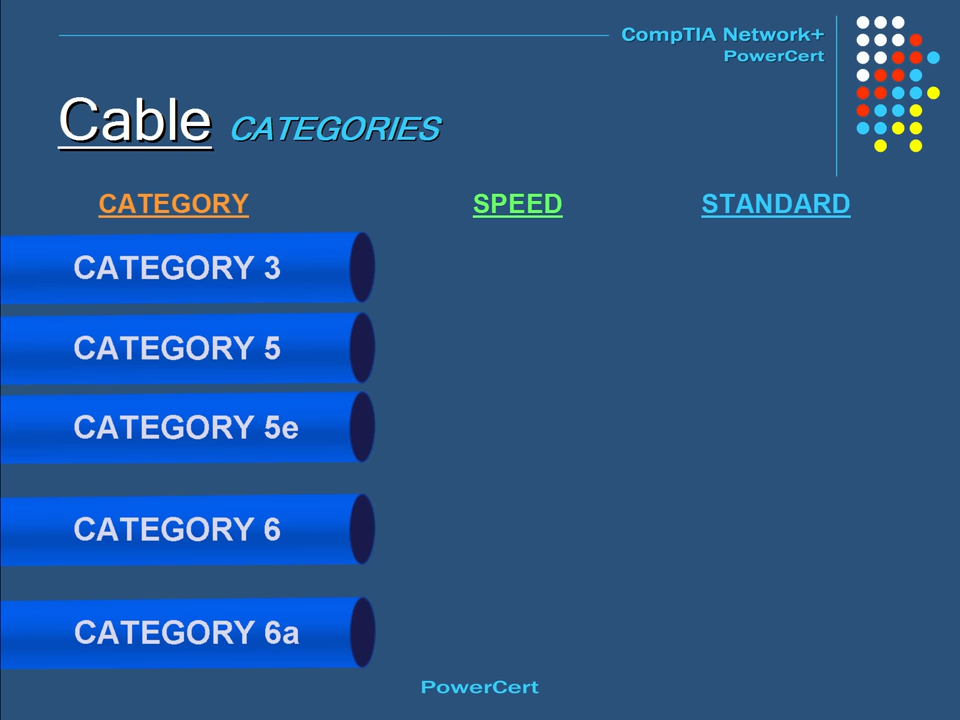 CompTIA Network+
PowerCert
Cable CATEGORIES
CATEGORY SPEED STANDARD
CATEGORY 3
CATEGORY 5
CATEGORY 5e
CATEGORY 6
CATEGORY 6a
PowerCert